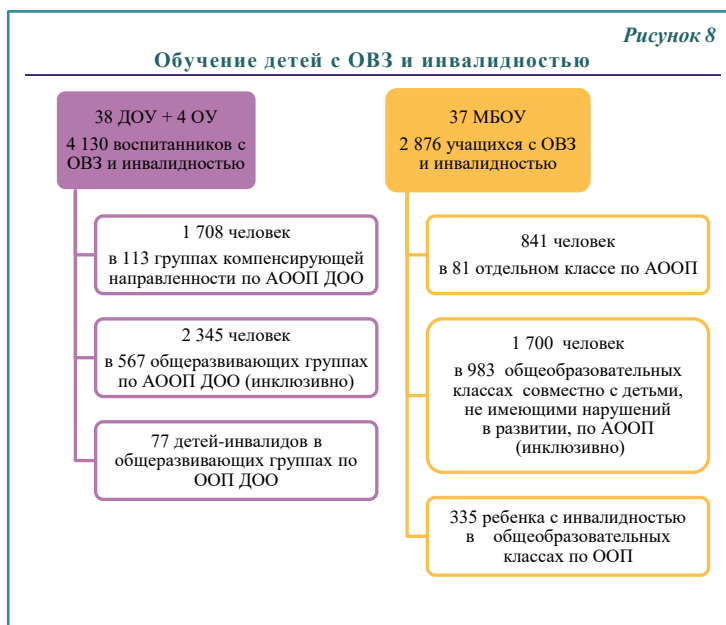 Рисунок 8
Обучение детей с ОВЗ и инвалидностью
38 ДОУ + 4 ОУ
4 130 воспитанников с
ОВЗ и инвалидностью
1 708 человек
в 113 группах компенсирующей
направленности по АООП ДОО
2 345 человек
в 567 общеразвивающих группах
по АООП ДОО (инклюзивно)
77 детей-инвалидов в
общеразвивающих группах по
ООП ДОО
37 МБОУ
2 876 учащихся с ОВЗ
и инвалидностью
841 человек
в 81 отдельном классе по АООП
1 700 человек
в 983 общеобразовательных
классах совместно с детьми,
не имеющими нарушений
в развитии, по АООП
(инклюзивно)
335 ребенка с инвалидностью
в общеобразовательных
классах по ООП